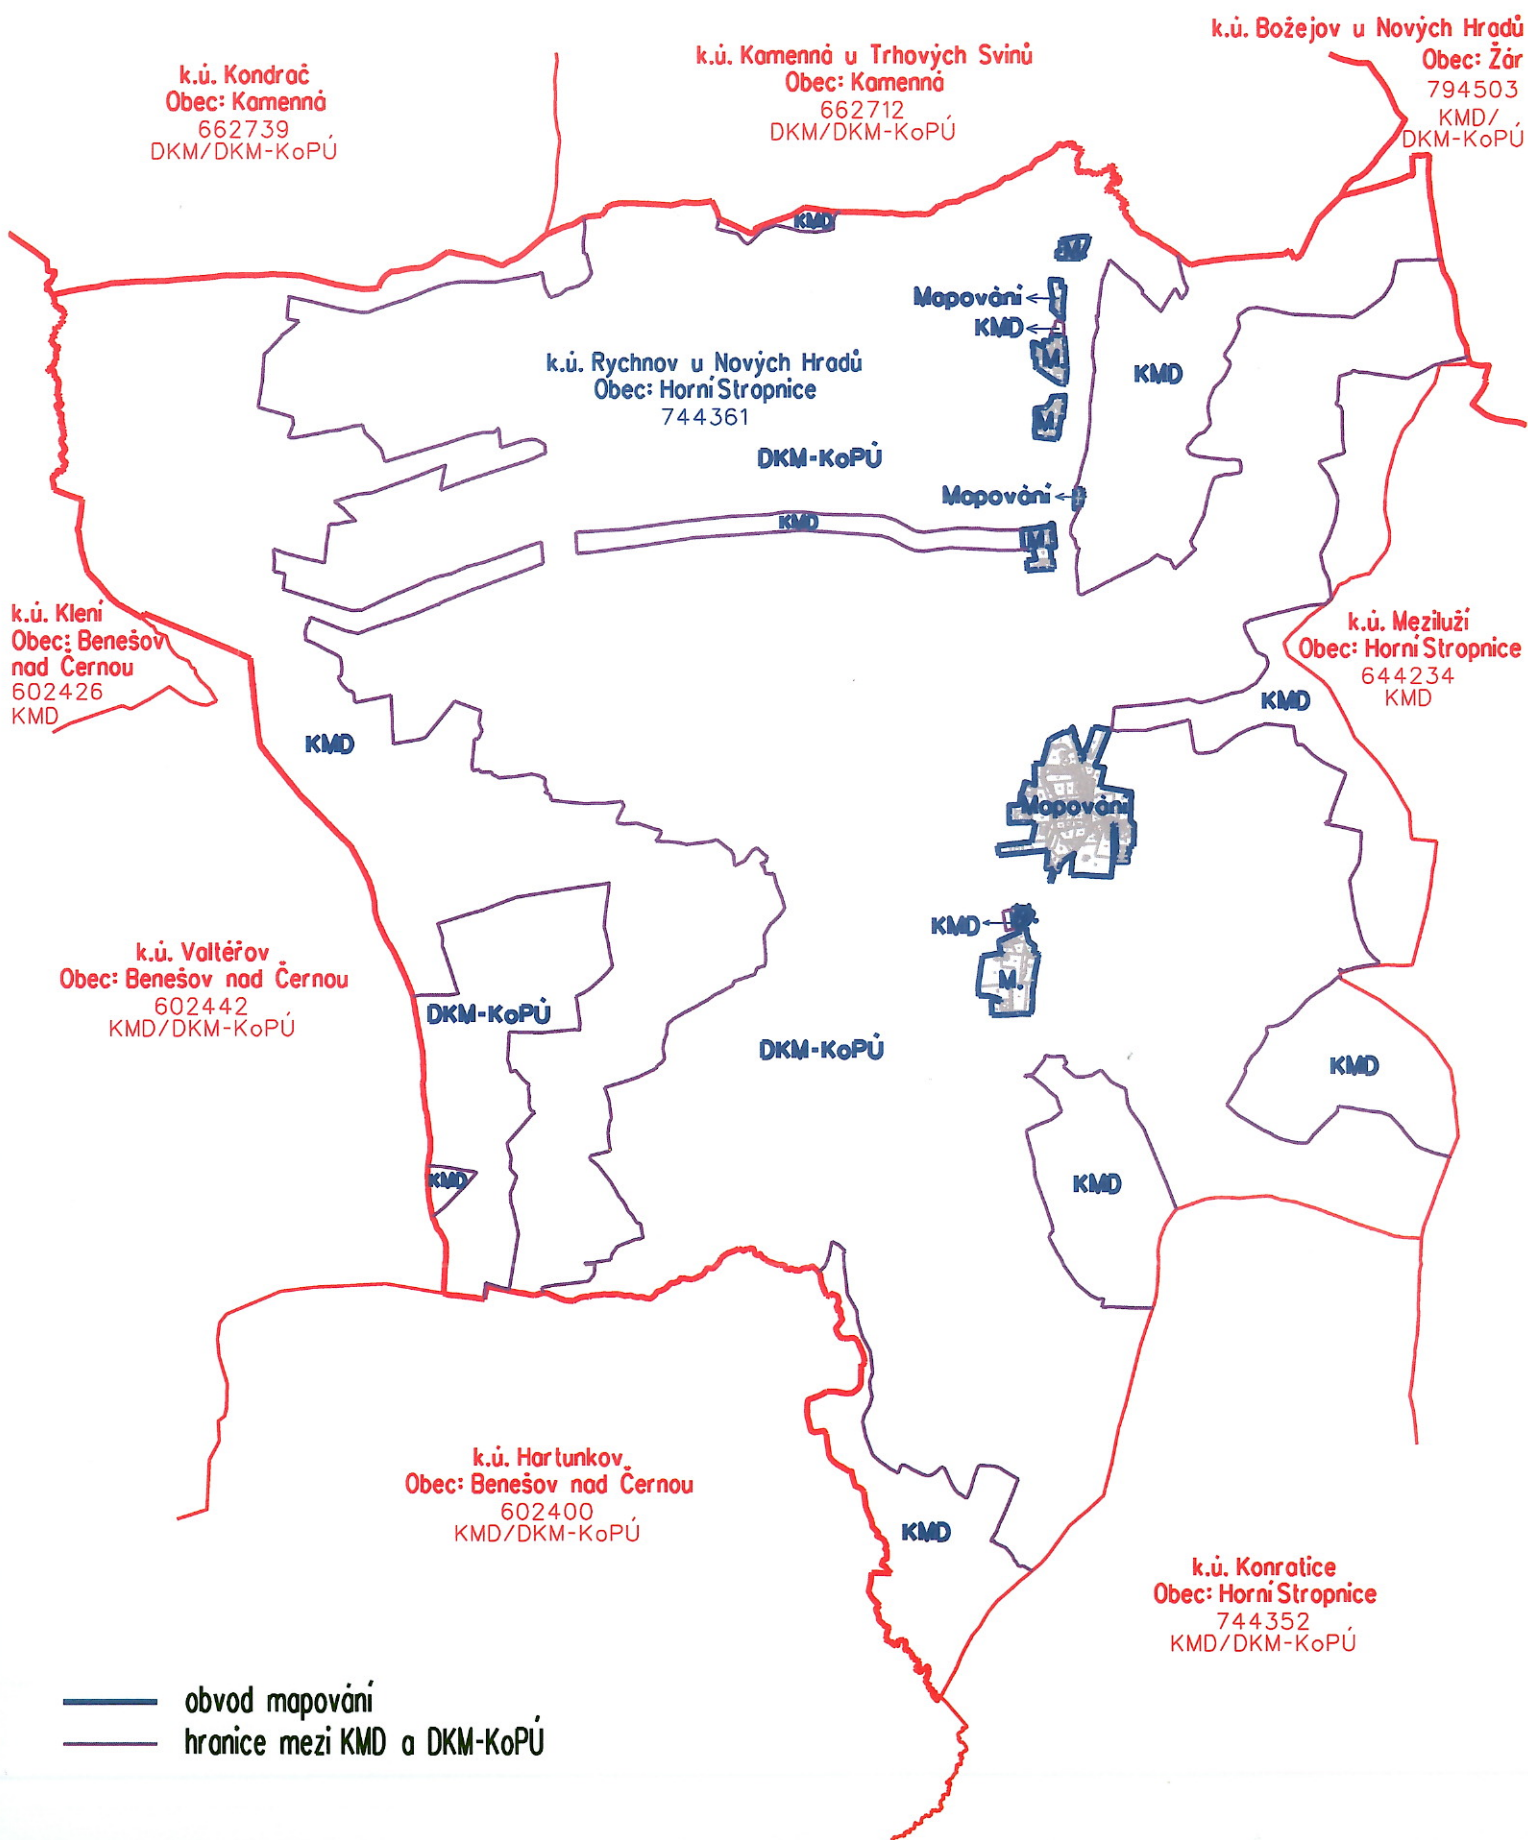 k.ú. Božejov u Nových Hradů
Obec: Žár
794503
KMD/
DKM-KoPÚ
k.ú. Kamenná u Trhových Svinů
Obec: Kamenná
662712
DKM/DKM-KoPÚ
k.ú. Kondrač
Obec: Kamenná
662739
DKM/DKM-KoPÚ
KMD
M.
Mapování
KMD
M.
k.ú. Rychnov u Nových Hradů
Obec: Horní Stropnice
744361
KMD
M.
DKM-KoPÚ
Mapování
KMD
M.
k.ú. Klení
Obec: Benešov
nad Černou
602426
KMD
k.ú. Meziluží
Obec: Horní Stropnice
644234
KMD
KMD
KMD
Mapování
KMD
k.ú. Valtéřov
Obec: Benešov nad Černou
602442
KMD/DKM-KoPÚ
M.
DKM-KoPÚ
DKM-KoPÚ
KMD
KMD
KMD
k.ú. Hartunkov
Obec: Benešov nad Černou
602400
KMD/DKM-KoPÚ
KMD
k.ú. Konratice
Obec: Horní Stropnice
744352
KMD/DKM-KoPÚ
obvod mapování
hranice mezi KMD a DKM-KoPÚ